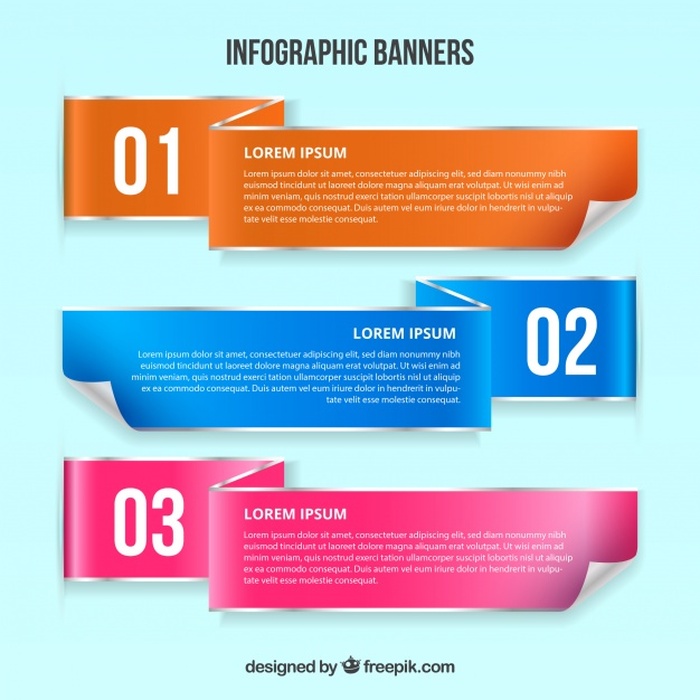 INFOGRAPHIC BANNERS
01
LOREM IPSUM
Lorem ipsum dolor sit amet, consectetuer adipiscing elit, sed diam nonummy nibh
euismod tincidunt ut laoreet dolore magna aliquam erat volutpat. Ut wisi enim ad
minim veniam, quis nostrud exerci tation ullamcorper suscipit lobortis nisl ut aliquip
ex ea commodo consequat. Duis autem vel eum iriure dolor in hendrerit in vulpu-
tate velit esse molestie consequat.
LOREM IPSUM
Lorem ipsum dolor sit amet, consectetuer adipiscing elit, sed diam nonummy nibh
euismod tincidunt ut laoreet dolore magna aliquam erat volutpat. Ut wisi enim ad
minim veniam, quis nostrud exerci tation ullamcorper suscipit lobortis nisl ut aliquip
ex ea commodo consequat. Duis autem vel eum iriure dolor in hendrerit in vulpu-
tate velit esse molestie consequat.
02
03
LOREM IPSUM
Lorem ipsum dolor sit amet, consectetuer adipiscing elit, sed diam nonummy nibh
euismod tincidunt ut laoreet dolore magna aliquam erat volutpat. Ut wisi enim ad
minim veniam, quis nostrud exerci tation ullamcorper suscipit lobortis nisl ut aliquip
ex ea commodo consequat. Duis autem vel eum iriure dolor in hendrerit in vulpu-
tate velit esse molestie consequat.
designed by freepik.com